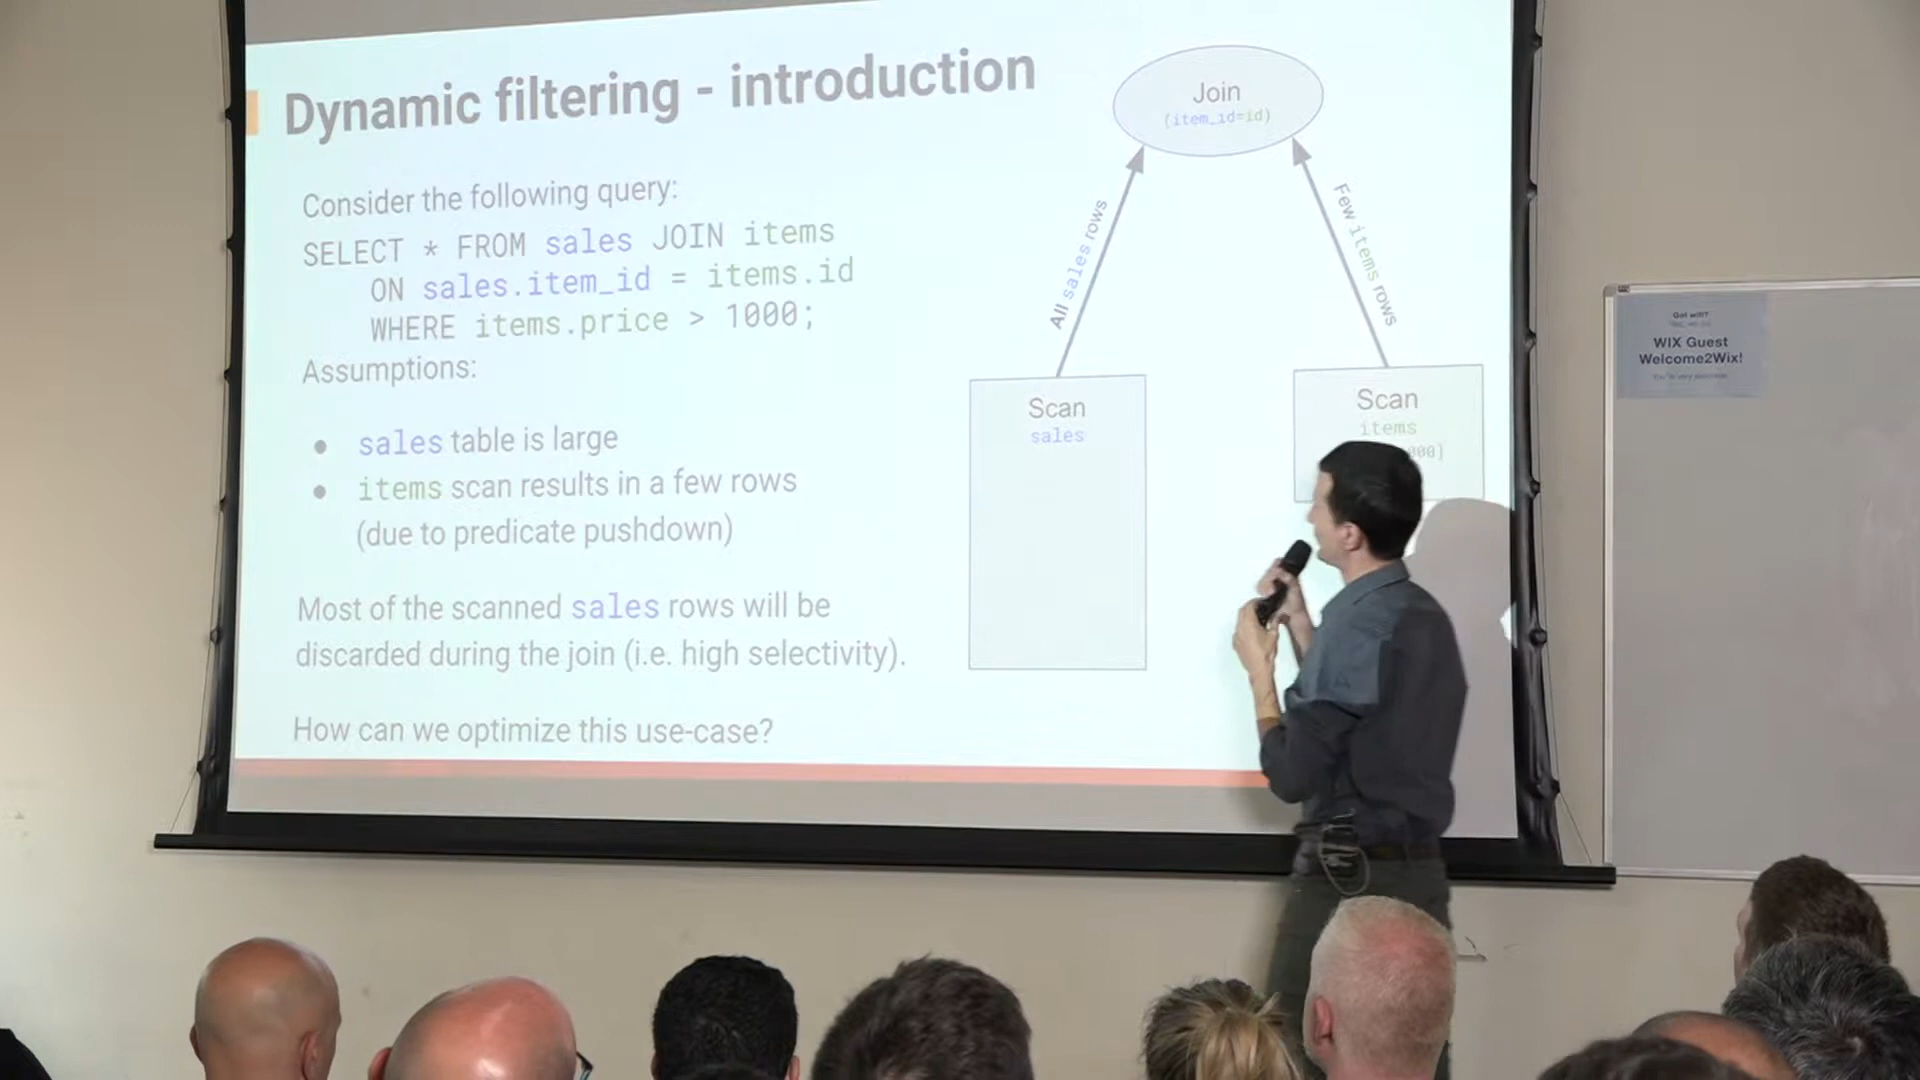 Dynamic filtering - introduction
Consider the following query:
SELECT * FROM sales JOIN items
ON sales.item_id = items.id
WHERE items.price > 1000;
Assumptions:
● sales table is large
● items scan results in a few rows
(due to predicate pushdown)
Most of the scanned sales rows will be
discarded during the join (i.e. high selectivity).
How can we optimize this use-case?
Join
(item_id=id)
All sales rows
Few items rows
Scan
sales
Scan
items
000]
Got wifi?
WIX Guest
Welcome2Wix!